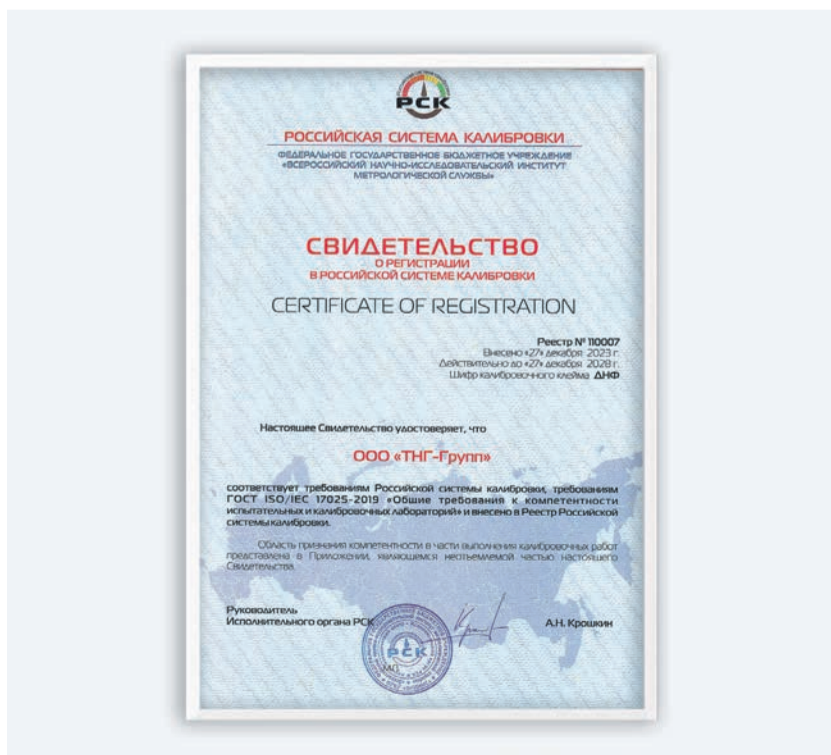 РСК
РОССИЙСКАЯ СИСТЕМА КАЛИБРОВКИ
ФЕДЕРАЛЬНОЕ ГОСУДАРСТВЕННОЕ БЮДЖЕТНОЕ УЧРЕЖДЕНИЕ
«ВСЕРОССИЙСКИЙ НАУЧНО-ИССЛЕДОВАТЕЛЬСКИЙ ИНСТИТУТ
МЕТРОЛОГИЧЕСКОЙ СЛУЖБЫ»
СВИДЕТЕЛЬСТВО
О РЕГИСТРАЦИИ
В РОССИЙСКОЙ СИСТЕМЕ КАЛИБРОВКИ
CERTIFICATE OF REGISTRATION
Реестр № 110007
Внесено «27» декабря 2023 г.
Действительно до «27» декабря 2028 г.
Шифр калибровочного клейма ДНФ
Настоящее Свидетельство удостоверяет, что
ООО «ТНГ-Групп»
соответствует требованиям Российской системы калибровки, требованиям
ГОСТ ISO/IEC 17025-2019 «Общие требования к компетентности
испытательных и калибровочных лабораторий» и внесено в Реестр Российской
системы калибровки.
Область признания компетентности в части выполнения калибровочных работ
представлена в Приложении, являющемся неотъемлемой частью настоящего
Свидетельства.
Руководитель
Исполнительного органа РСК
А.Н. Крошкин
РСК
МП